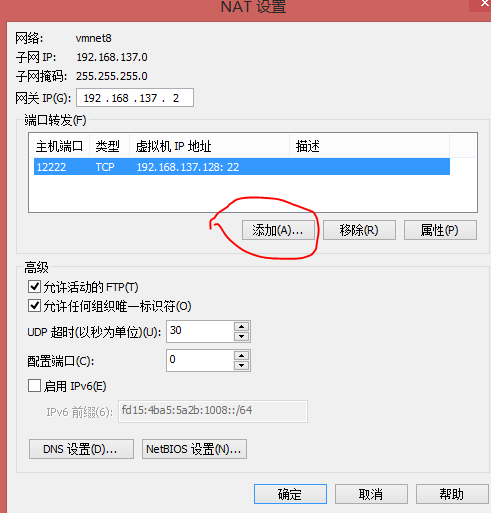 NAT 设置
网络: vmnet8
子网 IP: 192.168.137.0
子网掩码: 255.255.255.0
网关 IP(G): 192 . 168 . 137 . 2
端口转发(F)
主机端口 类型 虚拟机 IP 地址 描述
12222 TCP 192.168.137.128: 22
添加(A)... 移除(R) 属性(P)
高级
允许活动的 FTP(T)
允许任何组织唯一标识符(O)
UDP 超时(以秒为单位)(U): 30
配置端口(C): 0
启用 IPv6(E)
IPv6 前缀(6): fd15:4ba5:5a2b:1008::/64
DNS 设置(D)... NetBIOS 设置(N)...
确定 取消 帮助